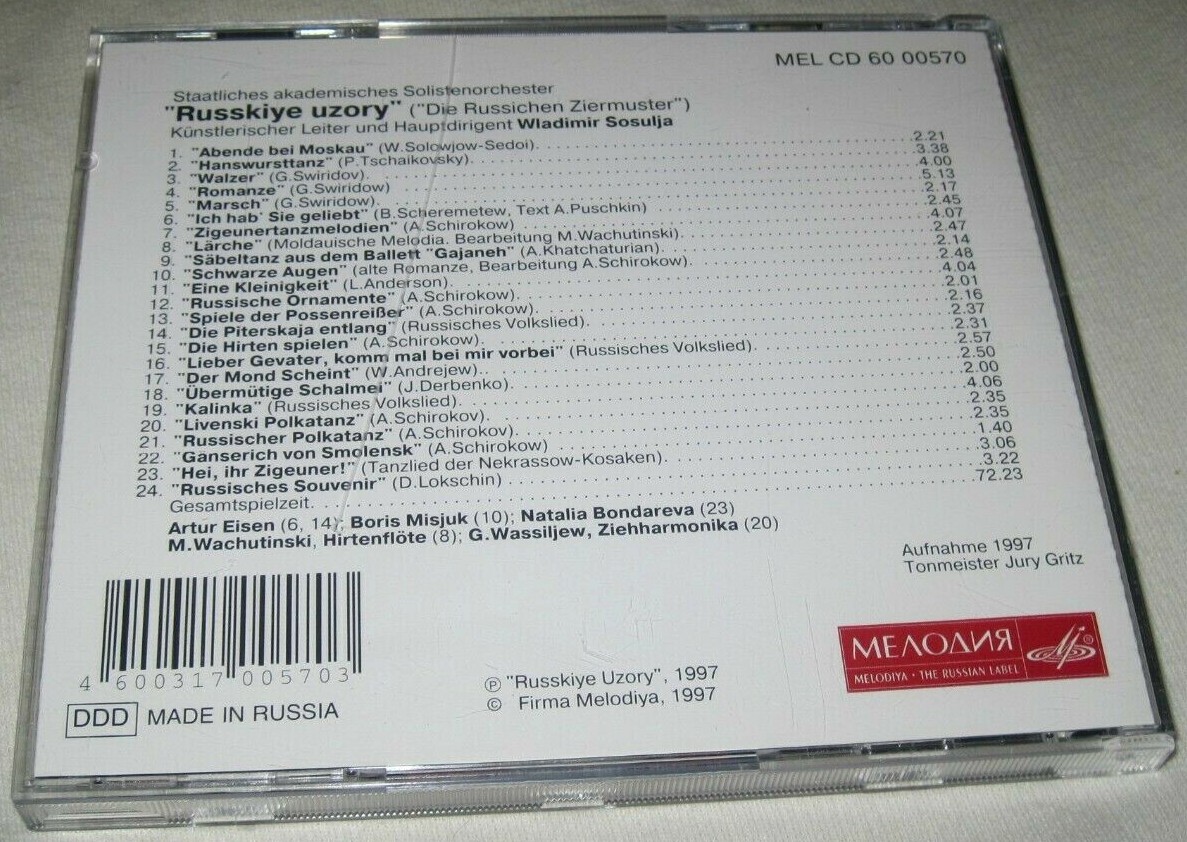 MEL CD 60 00570
Staatliches akademisches Solistenorchester
"Russkiye uzory" ("Die Russichen Ziermuster")
Künstlerischer Leiter und Hauptdirigent Wladimir Sosulja
1. "Abende bei Moskau" (W.Solowjow-Sedoi). 2.21
2. "Hanswursttanz" (P.Tschaikovsky). 3.38
3. "Walzer" (G.Swiridov). 4.00
4. "Romanze" (G.Swiridow) 5.13
5. "Marsch" (G.Swiridow). 2.17
6. "Ich hab' Sie geliebt" (B.Scheremetew, Text A.Puschkin) 2.45
7. "Zigeunertanzmelodien" (A.Schirokow) 4.07
8. "Lärche" (Moldauische Melodia. Bearbeitung M.Wachutinski). 2.47
9. "Säbeltanz aus dem Ballett "Gajaneh" (A.Khatchaturian). 2.14
10. "Schwarze Augen" (alte Romanze, Bearbeitung A.Schirokow). 2.48
11. "Eine Kleinigkeit" (L.Anderson). 4.04
12. "Russische Ornamente" (A.Schirokow). 2.01
13. "Spiele der Possenreißer" (A.Schirokow). 2.16
14. "Die Piterskaja entlang" (Russisches Volkslied). 2.37
15. "Die Hirten spielen" (A.Schirokow). 2.31
16. "Lieber Gevater, komm mal bei mir vorbei" (Russisches Volkslied). 2.57
17. "Der Mond Scheint" (W.Andrejew). 2.50
18. "Übermütige Schalmei" (J.Derbenko). 2.00
19. "Kalinka" (Russisches Volkslied). 4.06
20. "Livenski Polkatanz" (A.Schirokov). 2.35
21. "Russischer Polkatanz" (A.Schirokov). 2.35
22. "Gänserich von Smolensk" (A.Schirokow) 1.40
23. "Hei, ihr Zigeuner!" (Tanzlied der Nekrassow-Kosaken). 3.06
24. "Russisches Souvenir" (D.Lokschin) 3.22
Gesamtspielzeit. 72.23
Artur Eisen (6, 14); Boris Misjuk (10); Natalia Bondareva (23)
M.Wachutinski, Hirtenflöte (8); G.Wassiljew, Ziehharmonika (20)
Aufnahme 1997
Tonmeister Jury Gritz
4 600317 005703
МЕЛОДИЯ
MELODIYA · THE RUSSIAN LABEL
℗ "Russkiye Uzory", 1997
© Firma Melodiya, 1997
DDD MADE IN RUSSIA